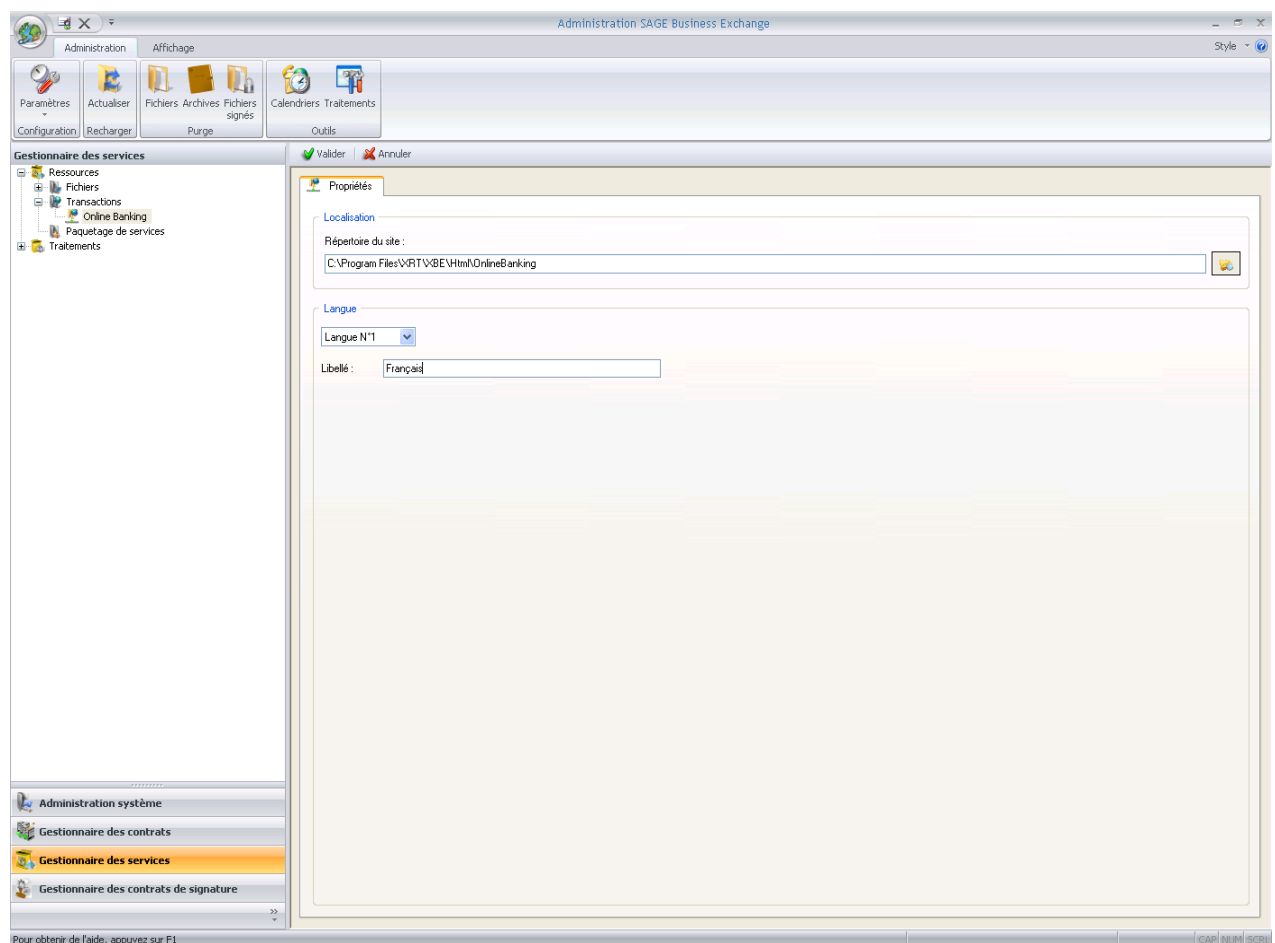 Administration SAGE Business Exchange
Administration Affichage Style
Paramètres Actualiser Fichiers Archives Fichiers signés Calendriers Traitements
Configuration Recharger Purge Outils
Gestionnaire des services
Valider Annuler
Ressources
Fichiers
Transactions
Online Banking
Paquetage de services
Traitements
Propriétés
Localisation
Répertoire du site :
C:\Program Files\XRT\XBE\Html\OnlineBanking
Langue
Langue N°1
Libellé : Français
Administration système
Gestionnaire des contrats
Gestionnaire des services
Gestionnaire des contrats de signature
Pour obtenir de l'aide, appuyez sur F1
CAP NUM SCRL